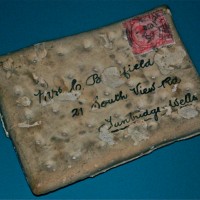 Mrs C. B field
21 South View Rd
Tunbridge-Wells